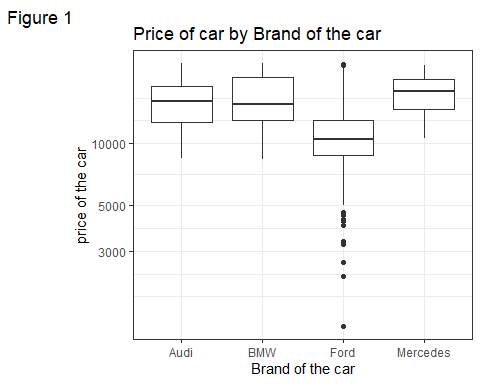 Figure 1
Price of car by Brand of the car
price of the car
10000
5000
3000
Audi BMW Ford Mercedes
Brand of the car